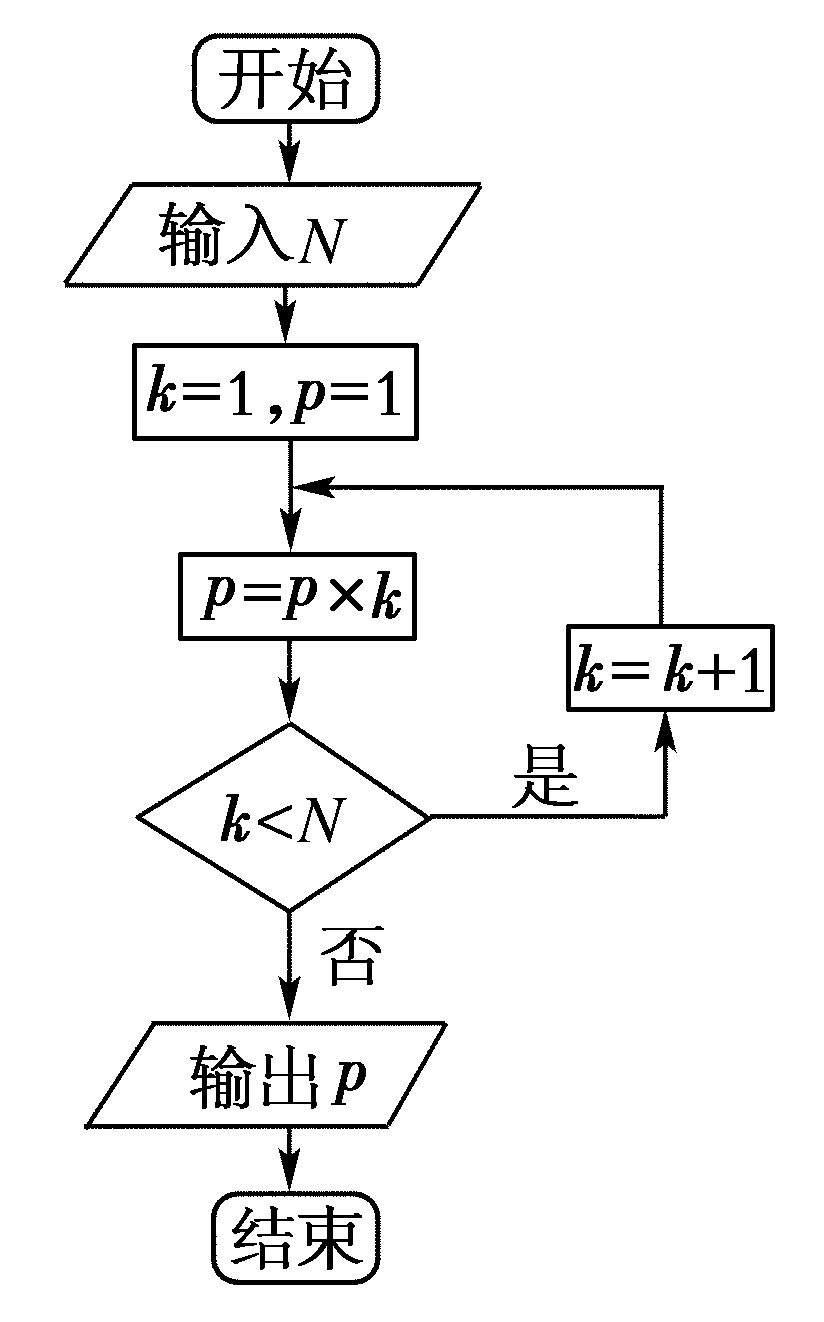 开始
输入N
k=1,p=1
p=p×k
k=k+1
是
k<N
否
输出p
结束